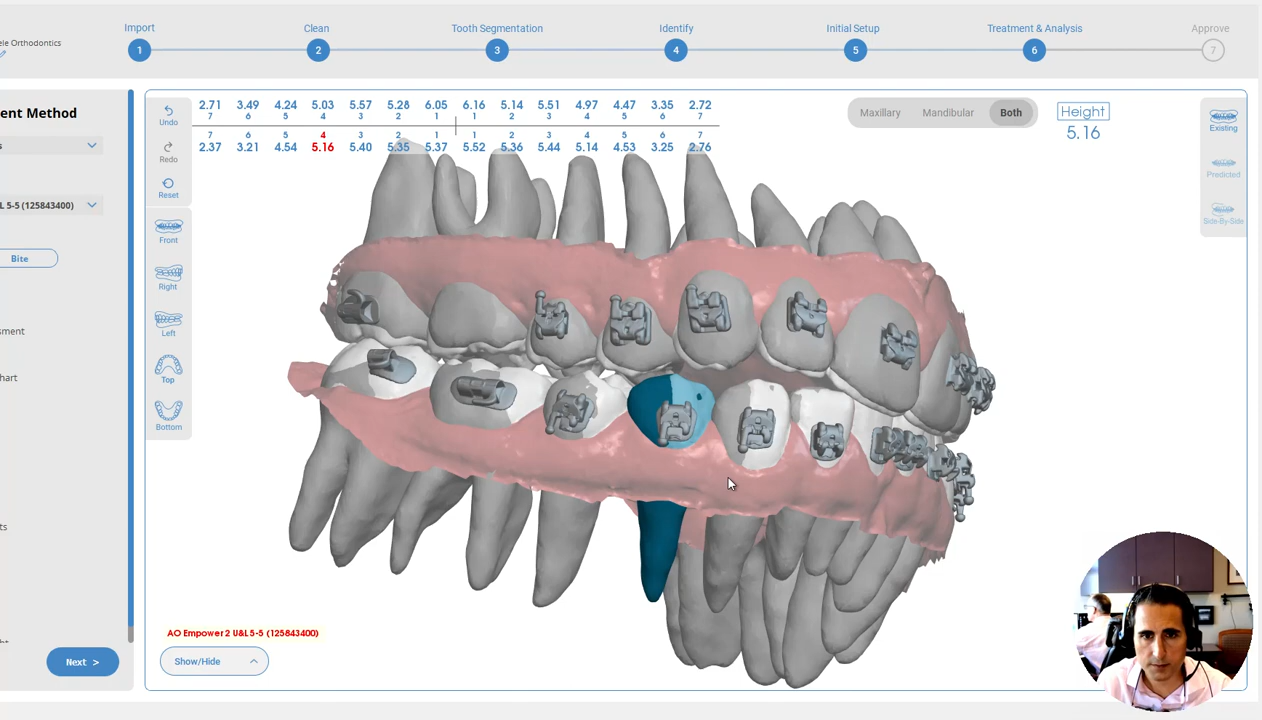 Import Clean Tooth Segmentation Identify Initial Setup Treatment & Analysis Approve
1 2 3 4 5 6 7
ele Orthodontics
ent Method
s
L 5-5 (125843400)
Bite
sment
hart
ts
Next >
Undo
Redo
Reset
Front
Right
Left
Top
Bottom
2.71 3.49 4.24 5.03 5.57 5.28 6.05 6.16 5.14 5.51 4.97 4.47 3.35 2.72
7 6 5 4 3 2 1 1 2 3 4 5 6 7
7 6 5 4 3 2 1 1 2 3 4 5 6 7
2.37 3.21 4.54 5.16 5.40 5.35 5.37 5.52 5.36 5.44 5.14 4.53 3.25 2.76
Maxillary Mandibular Both
Height
5.16
Existing
Predicted
Side-By-Side
AO Empower 2 U&L 5-5 (125843400)
Show/Hide